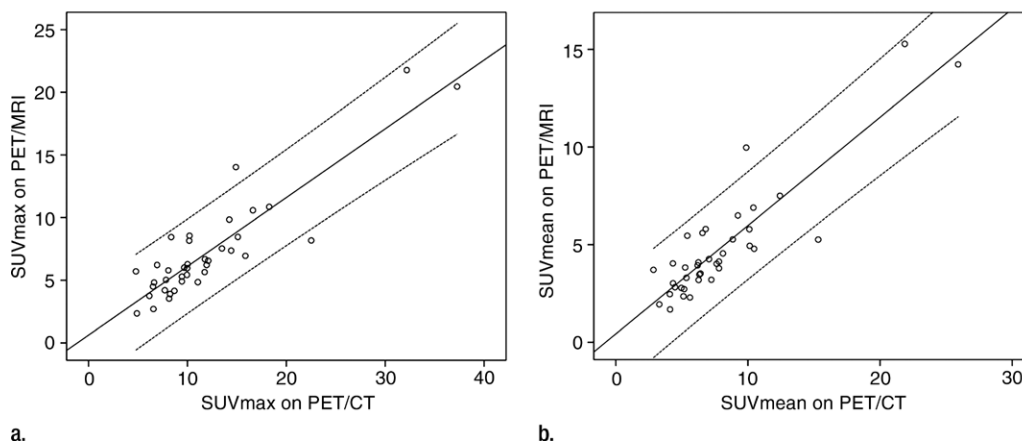 25
20
15
10
5
0
SUVmax on PET/MRI
0 10 20 30 40
SUVmax on PET/CT
a.
15
10
5
0
SUVmean on PET/MRI
0 10 20 30
SUVmean on PET/CT
b.